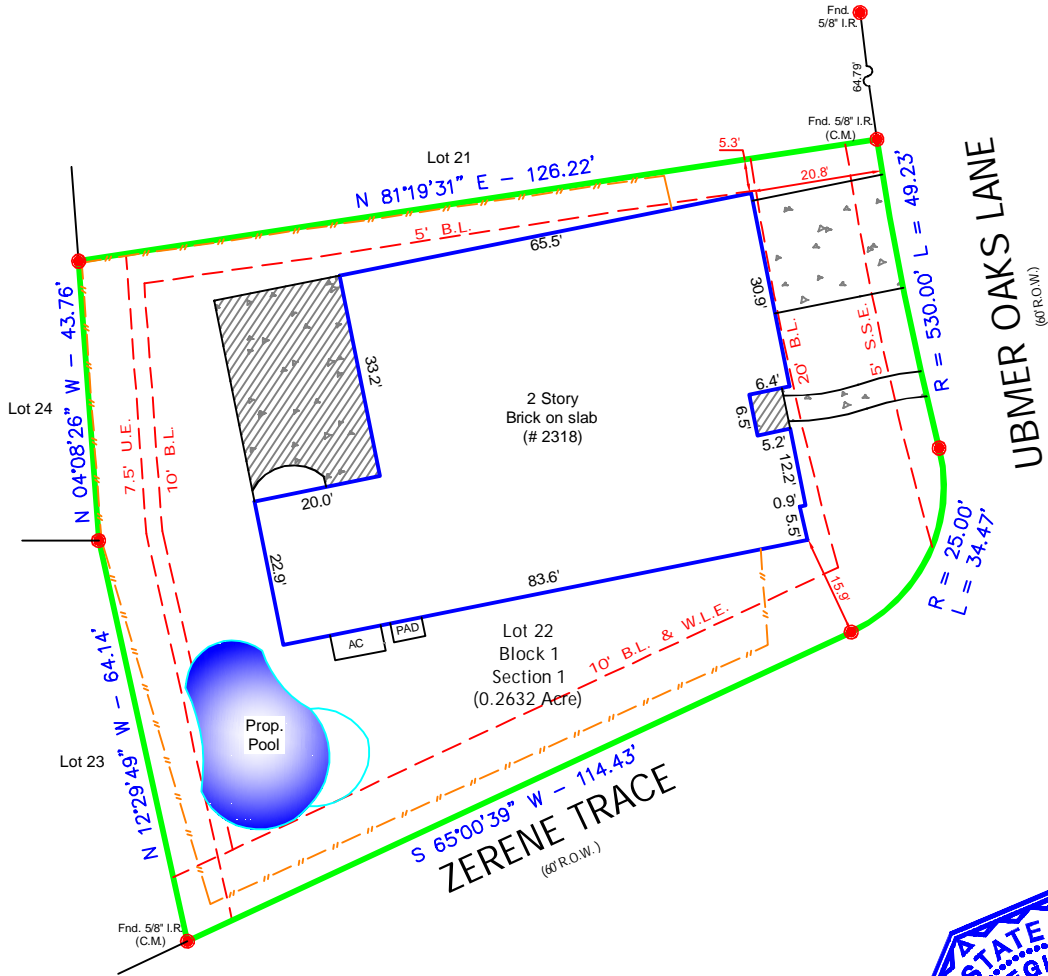 Fnd.
5/8" I.R.
64.79'
Fnd. 5/8" I.R.
(C.M.)
Lot 21
N 81°19'31" E - 126.22'
5.3'
20.8'
5' B.L.
65.5'
30.9'
R = 530.00' L = 49.23'
UBMER OAKS LANE
(60' R.O.W.)
N 04°08'26" W - 43.76'
Lot 24
7.5' U.E.
10' B.L.
33.2'
2 Story
Brick on slab
(# 2318)
20' B.L.
5' S.S.E.
6.4'
6.5'
5.2'
12.2'
0.9'
5.5'
20.0'
22.9'
83.6'
15.9'
R = 25.00'
L = 34.47'
AC
PAD
Lot 22
Block 1
Section 1
(0.2632 Acre)
10' B.L. & W.L.E.
Prop.
Pool
Lot 23
N 12°29'49" W - 64.14'
S 65°00'39" W - 114.43'
ZERENE TRACE
(60' R.O.W.)
Fnd. 5/8" I.R.
(C.M.)
STATE